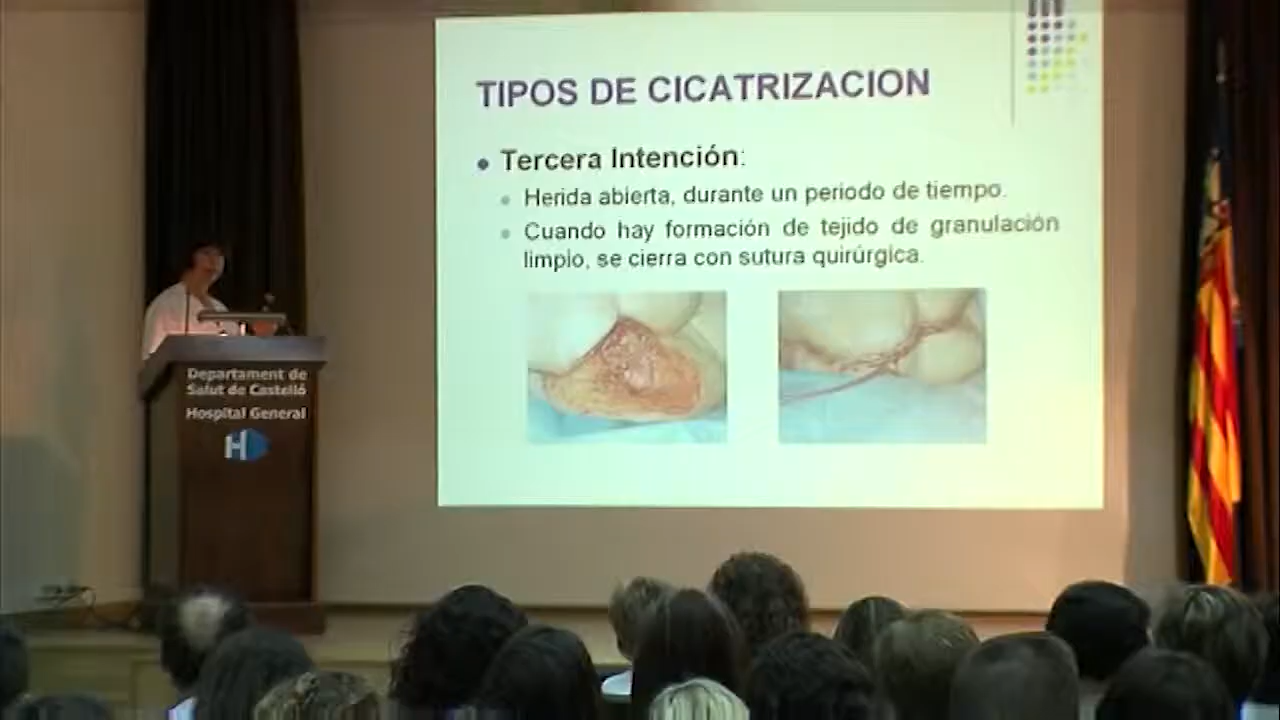 TIPOS DE CICATRIZACION
Tercera Intención:
Herida abierta, durante un periodo de tiempo.
Cuando hay formación de tejido de granulación
limpio, se cierra con sutura quirúrgica.
Departament de
Salut de Castelló
Hospital General
H